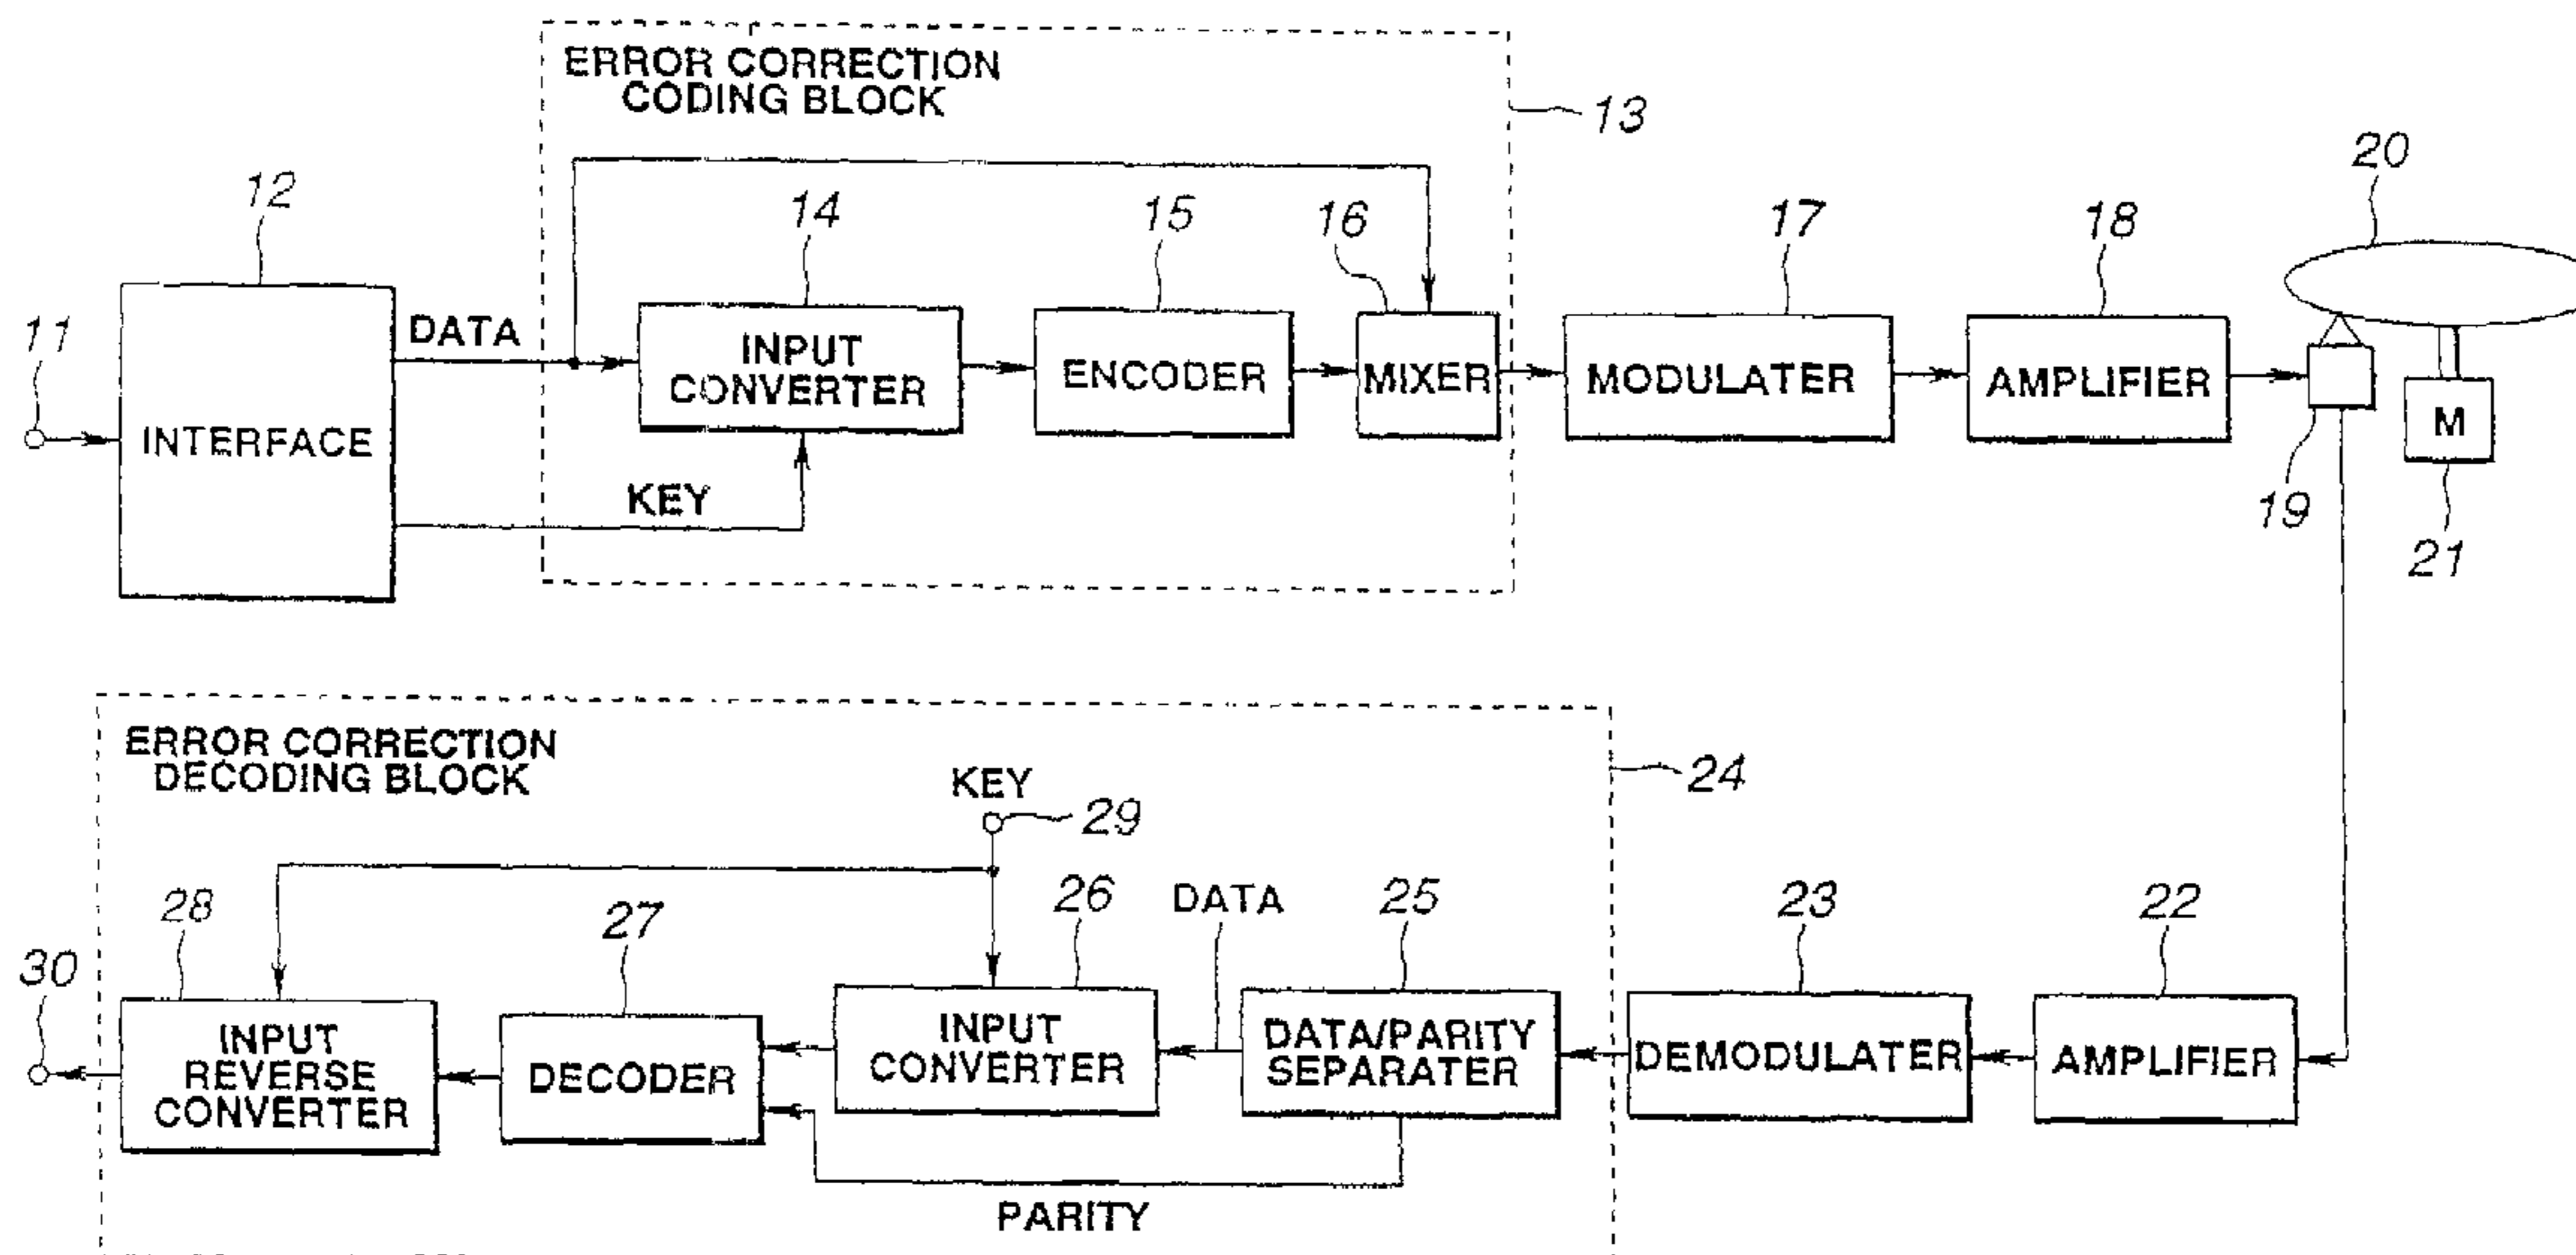 ERROR CORRECTION
CODING BLOCK
13
20
12
14
15
16
17
18
11
DATA
INTERFACE
INPUT
CONVERTER
ENCODER
MIXER
MODULATER
AMPLIFIER
M
KEY
19
21
ERROR CORRECTION
DECODING BLOCK
24
KEY
29
28
27
26
DATA
25
23
22
30
INPUT
REVERSE
CONVERTER
DECODER
INPUT
CONVERTER
DATA/PARITY
SEPARATER
DEMODULATER
AMPLIFIER
PARITY